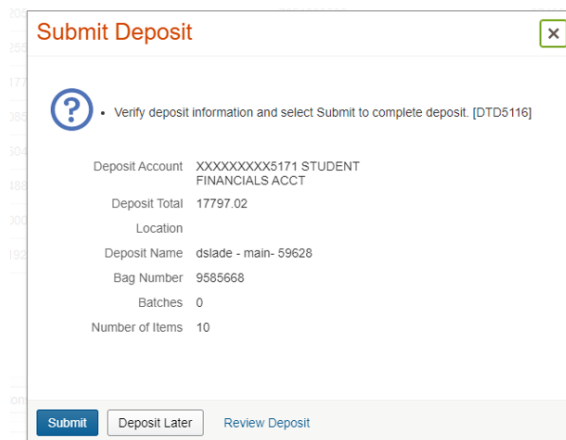 Submit Deposit
• Verify deposit information and select Submit to complete deposit. [DTD5116]
Deposit Account XXXXXXXXX5171 STUDENT
FINANCIALS ACCT
Deposit Total 17797.02
Location
Deposit Name dslade - main- 59628
Bag Number 9585668
Batches 0
Number of Items 10
Submit Deposit Later Review Deposit